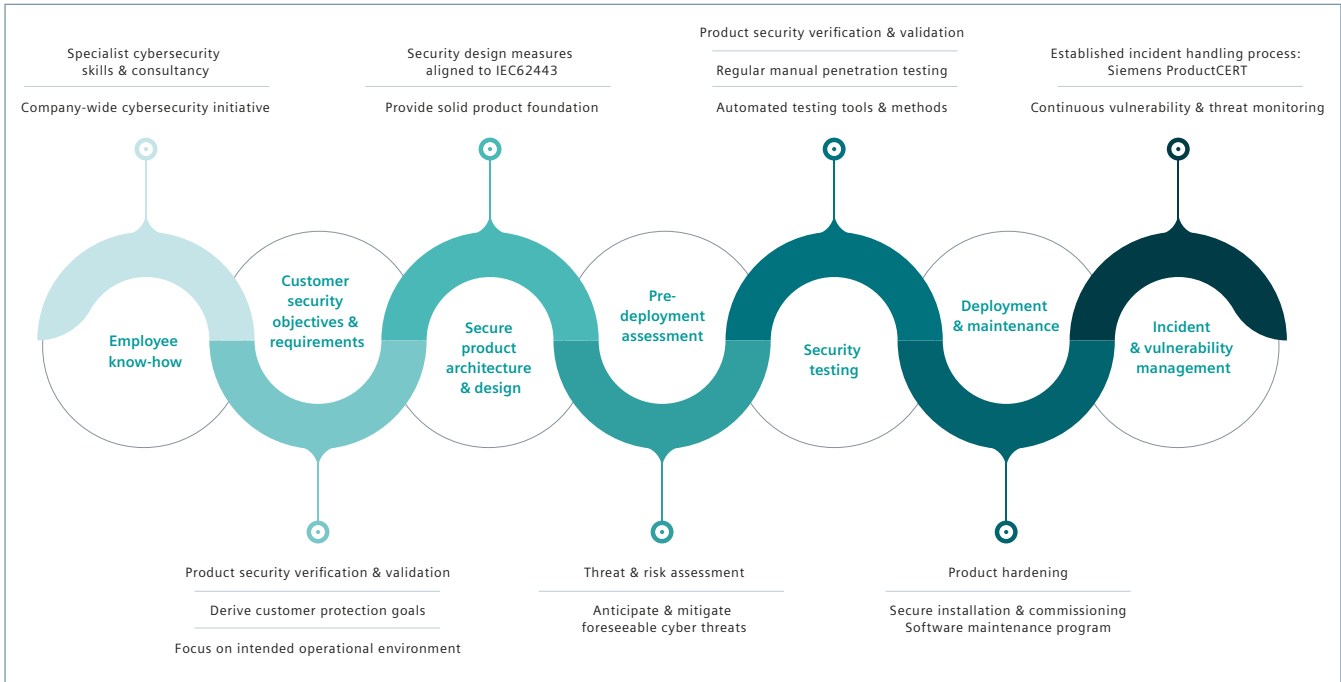 Specialist cybersecurity
skills & consultancy
Company-wide cybersecurity initiative
Security design measures
aligned to IEC62443
Provide solid product foundation
Product security verification & validation
Regular manual penetration testing
Automated testing tools & methods
Established incident handling process:
Siemens ProductCERT
Continuous vulnerability & threat monitoring
Employee
know-how
Customer
security
objectives &
requirements
Secure
product
architecture
& design
Pre-
deployment
assessment
Security
testing
Deployment
& maintenance
Incident
& vulnerability
management
Product security verification & validation
Derive customer protection goals
Focus on intended operational environment
Threat & risk assessment
Anticipate & mitigate
foreseeable cyber threats
Product hardening
Secure installation & commissioning
Software maintenance program